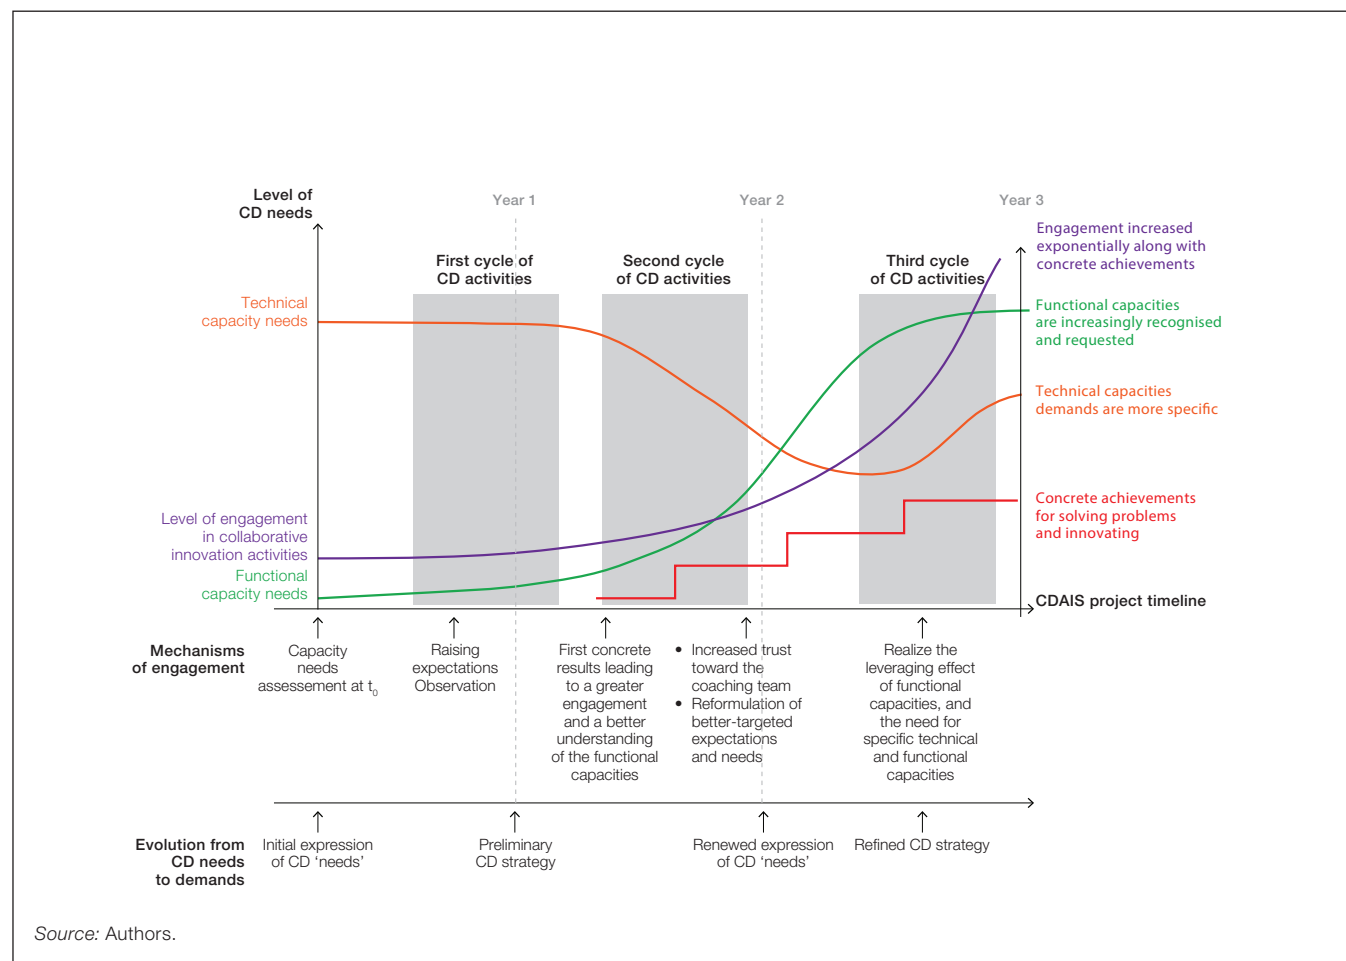 Level of
CD needs
Year 1
Year 2
Year 3
First cycle of
CD activities
Second cycle
of CD activities
Third cycle
of CD activities
Technical
capacity needs
Level of engagement
in collaborative
innovation activities
Functional
capacity needs
Engagement increased
exponentially along with
concrete achievements
Functional capacities
are increasingly recognised
and requested
Technical capacities
demands are more specific
Concrete achievements
for solving problems
and innovating
CDAIS project timeline
Mechanisms
of engagement
Capacity
needs
assessement at t0
Raising
expectations
Observation
First concrete
results leading
to a greater
engagement
and a better
understanding
of the functional
capacities
• Increased trust
toward the
coaching team
• Reformulation of
better-targeted
expectations
and needs
Realize the
leveraging effect
of functional
capacities, and
the need for
specific technical
and functional
capacities
Evolution from
CD needs
to demands
Initial expression
of CD ‘needs’
Preliminary
CD strategy
Renewed expression
of CD ‘needs’
Refined CD strategy
Source: Authors.